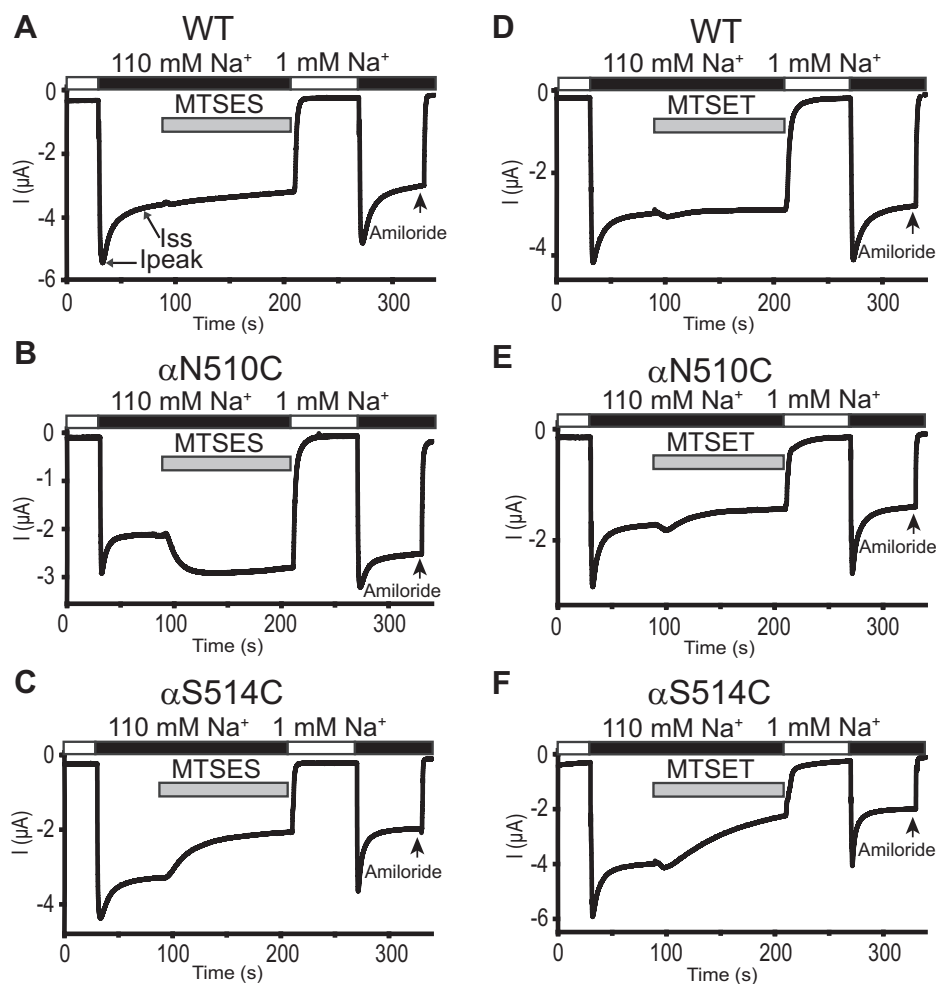 A
WT
110 mM Na⁺ 1 mM Na⁺
MTSES
0
-2
-4
-6
I (µA)
Iss
Ipeak
Amiloride
0 100 200 300
Time (s)
B
αN510C
110 mM Na⁺ 1 mM Na⁺
MTSES
0
-1
-2
-3
I (µA)
Amiloride
0 100 200 300
Time (s)
C
αS514C
110 mM Na⁺ 1 mM Na⁺
MTSES
0
-2
-4
I (µA)
Amiloride
0 100 200 300
Time (s)
D
WT
110 mM Na⁺ 1 mM Na⁺
MTSET
0
-2
-4
I (µA)
Amiloride
0 100 200 300
Time (s)
E
αN510C
110 mM Na⁺ 1 mM Na⁺
MTSET
0
-2
I (µA)
Amiloride
0 100 200 300
Time (s)
F
αS514C
110 mM Na⁺ 1 mM Na⁺
MTSET
0
-2
-4
-6
I (µA)
Amiloride
0 100 200 300
Time (s)